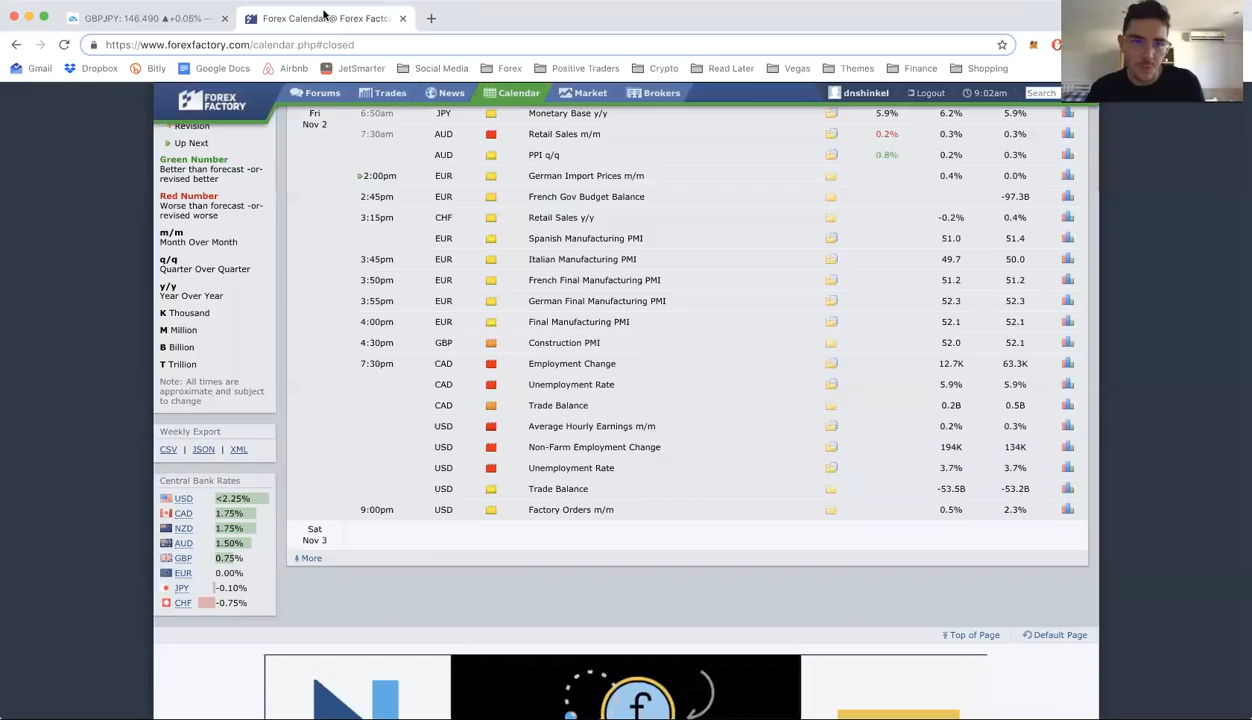 GBPJPY: 146.490 ▲+0.05% —
Forex Calendar @ Forex Facto
https://www.forexfactory.com/calendar.php#closed
Gmail Dropbox Bitly Google Docs Airbnb JetSmarter Social Media Forex Positive Traders Crypto Read Later Vegas Themes Finance Shopping
FOREX FACTORY
Forums Trades News Calendar Market Brokers dnshinkel Logout 9:02am Search
Revision
Up Next
Green Number
Better than forecast -or-
revised better
Red Number
Worse than forecast -or-
revised worse
m/m
Month Over Month
q/q
Quarter Over Quarter
y/y
Year Over Year
K Thousand
M Million
B Billion
T Trillion
Note: All times are
approximate and subject
to change
Weekly Export
CSV | JSON | XML
Central Bank Rates
USD <2.25%
CAD 1.75%
NZD 1.75%
AUD 1.50%
GBP 0.75%
EUR 0.00%
JPY -0.10%
CHF -0.75%
Fri
Nov 2
6:50am JPY Monetary Base y/y 5.9% 6.2% 5.9%
7:30am AUD Retail Sales m/m 0.2% 0.3% 0.3%
AUD PPI q/q 0.8% 0.2% 0.3%
2:00pm EUR German Import Prices m/m 0.4% 0.0%
2:45pm EUR French Gov Budget Balance -97.3B
3:15pm CHF Retail Sales y/y -0.2% 0.4%
EUR Spanish Manufacturing PMI 51.0 51.4
3:45pm EUR Italian Manufacturing PMI 49.7 50.0
3:50pm EUR French Final Manufacturing PMI 51.2 51.2
3:55pm EUR German Final Manufacturing PMI 52.3 52.3
4:00pm EUR Final Manufacturing PMI 52.1 52.1
4:30pm GBP Construction PMI 52.0 52.1
7:30pm CAD Employment Change 12.7K 63.3K
CAD Unemployment Rate 5.9% 5.9%
CAD Trade Balance 0.2B 0.5B
USD Average Hourly Earnings m/m 0.2% 0.3%
USD Non-Farm Employment Change 194K 134K
USD Unemployment Rate 3.7% 3.7%
USD Trade Balance -53.5B -53.2B
9:00pm USD Factory Orders m/m 0.5% 2.3%
Sat
Nov 3
More
Top of Page Default Page